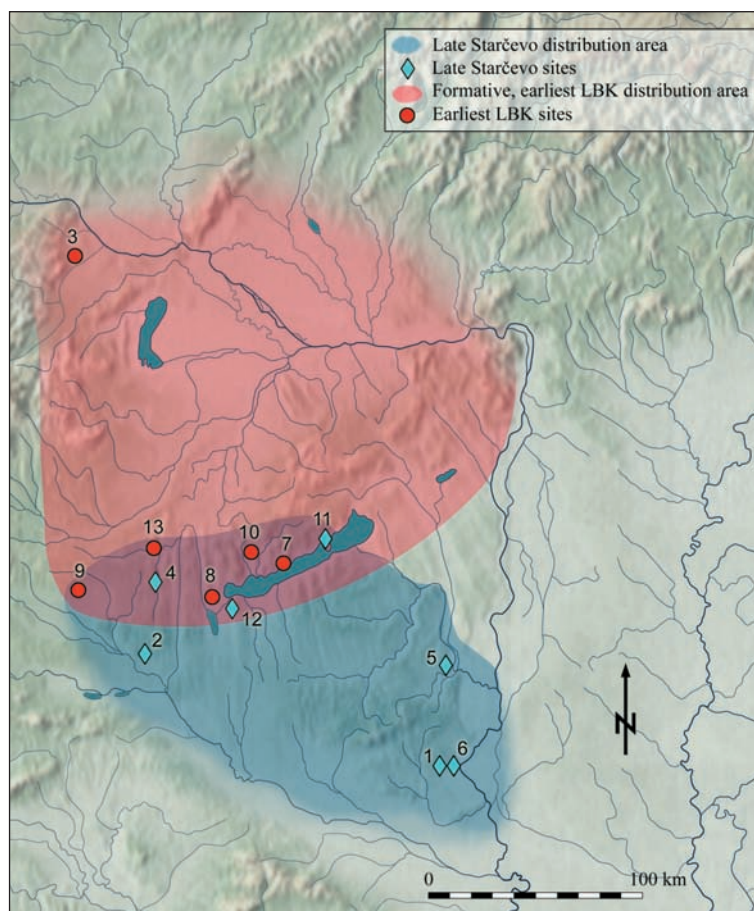 Late Starčevo distribution area
Late Starčevo sites
Formative, earliest LBK distribution area
Earliest LBK sites
3
13
10
11
7
9
4
8
12
2
5
N
1
6
0
100 km